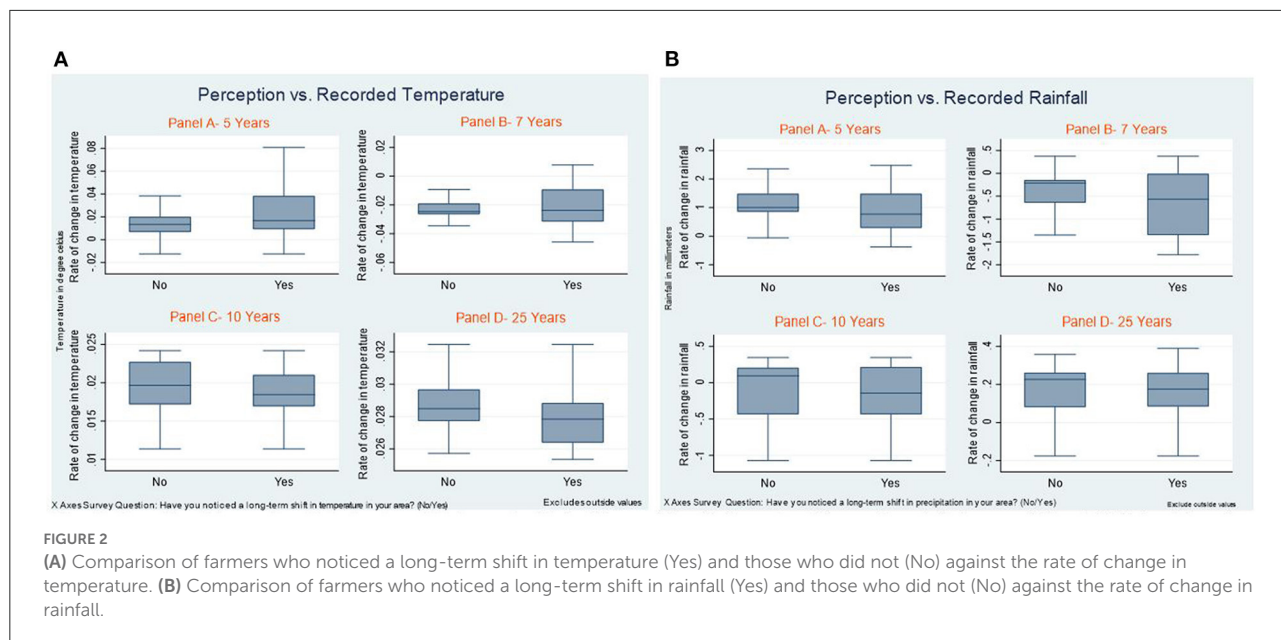 A
Perception vs. Recorded Temperature
Temperature in degree celcius
Panel A- 5 Years
Rate of change in temperature
.08
.06
.04
.02
0
-.02
No
Yes
Panel B- 7 Years
Rate of change in temperature
.02
0
-.02
-.04
-.06
No
Yes
Panel C- 10 Years
Rate of change in temperature
.025
.02
.015
.01
No
Yes
Panel D- 25 Years
Rate of change in temperature
.032
.03
.028
.026
No
Yes
X Axes Survey Question: Have you noticed a long-term shift in temperature in your area? (No/Yes)
Excludes outside values
B
Perception vs. Recorded Rainfall
Rainfall in millimeters
Panel A- 5 Years
Rate of change in rainfall
3
2
1
0
-1
No
Yes
Panel B- 7 Years
Rate of change in rainfall
.5
0
-.5
-1
-1.5
-2
No
Yes
Panel C- 10 Years
Rate of change in rainfall
.5
0
-.5
-1
No
Yes
Panel D- 25 Years
Rate of change in rainfall
.4
.2
0
-.2
No
Yes
X Axes Survey Question: Have you noticed a long-term shift in precipitation in your area? (No/Yes)
Exclude outside values
FIGURE 2
(A) Comparison of farmers who noticed a long-term shift in temperature (Yes) and those who did not (No) against the rate of change in
temperature. (B) Comparison of farmers who noticed a long-term shift in rainfall (Yes) and those who did not (No) against the rate of change in
rainfall.